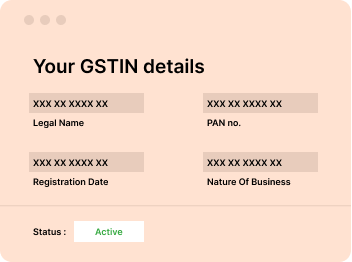 Your GSTIN details
XXX XX XXXX XX
XXX XX XXXX XX
Legal Name
PAN no.
XXX XX XXXX XX
XXX XX XXXX XX
Registration Date
Nature Of Business
Status :
Active